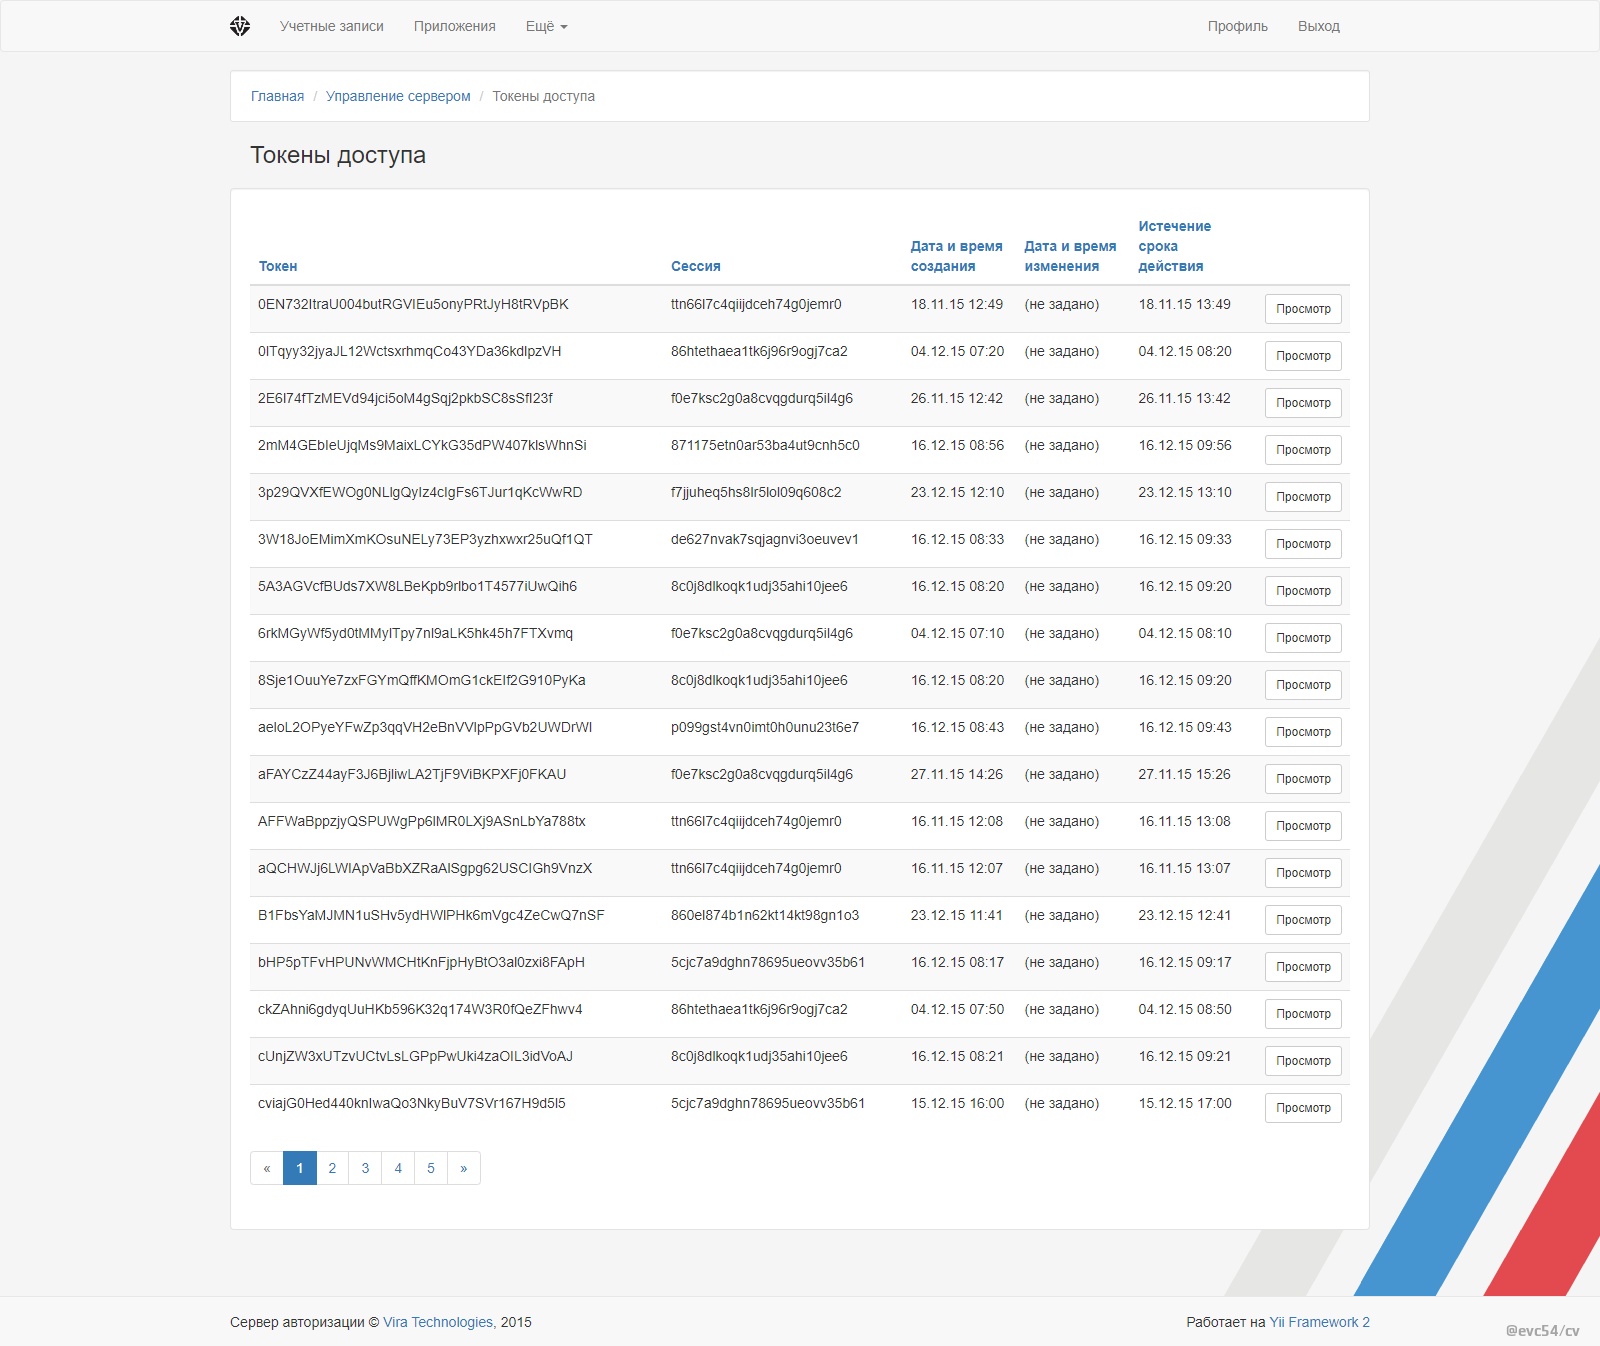 Учетные записи Приложения Ещё Профиль Выход
Главная / Управление сервером / Токены доступа
Токены доступа
Токен Сессия Дата и время создания Дата и время изменения Истечение срока действия
0EN732ItraU004butRGVIEu5onyPRtJyH8tRVpBK ttn66l7c4qiijdceh74g0jemr0 18.11.15 12:49 (не задано) 18.11.15 13:49 Просмотр
0ITqyy32jyaJL12WctsxrhmqCo43YDa36kdIpzVH 86htethaea1tk6j96r9ogj7ca2 04.12.15 07:20 (не задано) 04.12.15 08:20 Просмотр
2E6I74fTzMEVd94jci5oM4gSqj2pkbSC8sSfI23f f0e7ksc2g0a8cvqgdurq5il4g6 26.11.15 12:42 (не задано) 26.11.15 13:42 Просмотр
2mM4GEbIeUjqMs9MaixLCYkG35dPW407klsWhnSi 871175etn0ar53ba4ut9cnh5c0 16.12.15 08:56 (не задано) 16.12.15 09:56 Просмотр
3p29QVXfEWOg0NLlgQyIz4cIgFs6TJur1qKcWwRD f7jjuheq5hs8lr5lol09q608c2 23.12.15 12:10 (не задано) 23.12.15 13:10 Просмотр
3W18JoEMimXmKOsuNELy73EP3yzhxwxr25uQf1QT de627nvak7sqjagnvi3oeuvev1 16.12.15 08:33 (не задано) 16.12.15 09:33 Просмотр
5A3AGVcfBUds7XW8LBeKpb9rIbo1T4577iUwQih6 8c0j8dlkoqk1udj35ahi10jee6 16.12.15 08:20 (не задано) 16.12.15 09:20 Просмотр
6rkMGyWf5yd0tMMylTpy7nI9aLK5hk45h7FTXvmq f0e7ksc2g0a8cvqgdurq5il4g6 04.12.15 07:10 (не задано) 04.12.15 08:10 Просмотр
8Sje1OuuYe7zxFGYmQffKMOmG1ckEIf2G910PyKa 8c0j8dlkoqk1udj35ahi10jee6 16.12.15 08:20 (не задано) 16.12.15 09:20 Просмотр
aeIoL2OPyeYFwZp3qqVH2eBnVVIpPpGVb2UWDrWI p099gst4vn0imt0h0unu23t6e7 16.12.15 08:43 (не задано) 16.12.15 09:43 Просмотр
aFAYCzZ44ayF3J6BjliwLA2TjF9ViBKPXFj0FKAU f0e7ksc2g0a8cvqgdurq5il4g6 27.11.15 14:26 (не задано) 27.11.15 15:26 Просмотр
AFFWaBppzjyQSPUWgPp6IMR0LXj9ASnLbYa788tx ttn66l7c4qiijdceh74g0jemr0 16.11.15 12:08 (не задано) 16.11.15 13:08 Просмотр
aQCHWJj6LWIApVaBbXZRaAISgpg62USCIGh9VnzX ttn66l7c4qiijdceh74g0jemr0 16.11.15 12:07 (не задано) 16.11.15 13:07 Просмотр
B1FbsYaMJMN1uSHv5ydHWIPHk6mVgc4ZeCwQ7nSF 860el874b1n62kt14kt98gn1o3 23.12.15 11:41 (не задано) 23.12.15 12:41 Просмотр
bHP5pTFvHPUNvWMCHtKnFjpHyBtO3aI0zxi8FApH 5cjc7a9dghn78695ueovv35b61 16.12.15 08:17 (не задано) 16.12.15 09:17 Просмотр
ckZAhni6gdyqUuHKb596K32q174W3R0fQeZFhwv4 86htethaea1tk6j96r9ogj7ca2 04.12.15 07:50 (не задано) 04.12.15 08:50 Просмотр
cUnjZW3xUTzvUCtvLsLGPpPwUki4zaOIL3idVoAJ 8c0j8dlkoqk1udj35ahi10jee6 16.12.15 08:21 (не задано) 16.12.15 09:21 Просмотр
cviajG0Hed440knIwaQo3NkyBuV7SVr167H9d5I5 5cjc7a9dghn78695ueovv35b61 15.12.15 16:00 (не задано) 15.12.15 17:00 Просмотр
« 1 2 3 4 5 »
Сервер авторизации © Vira Technologies, 2015 Работает на Yii Framework 2
@evc54/cv